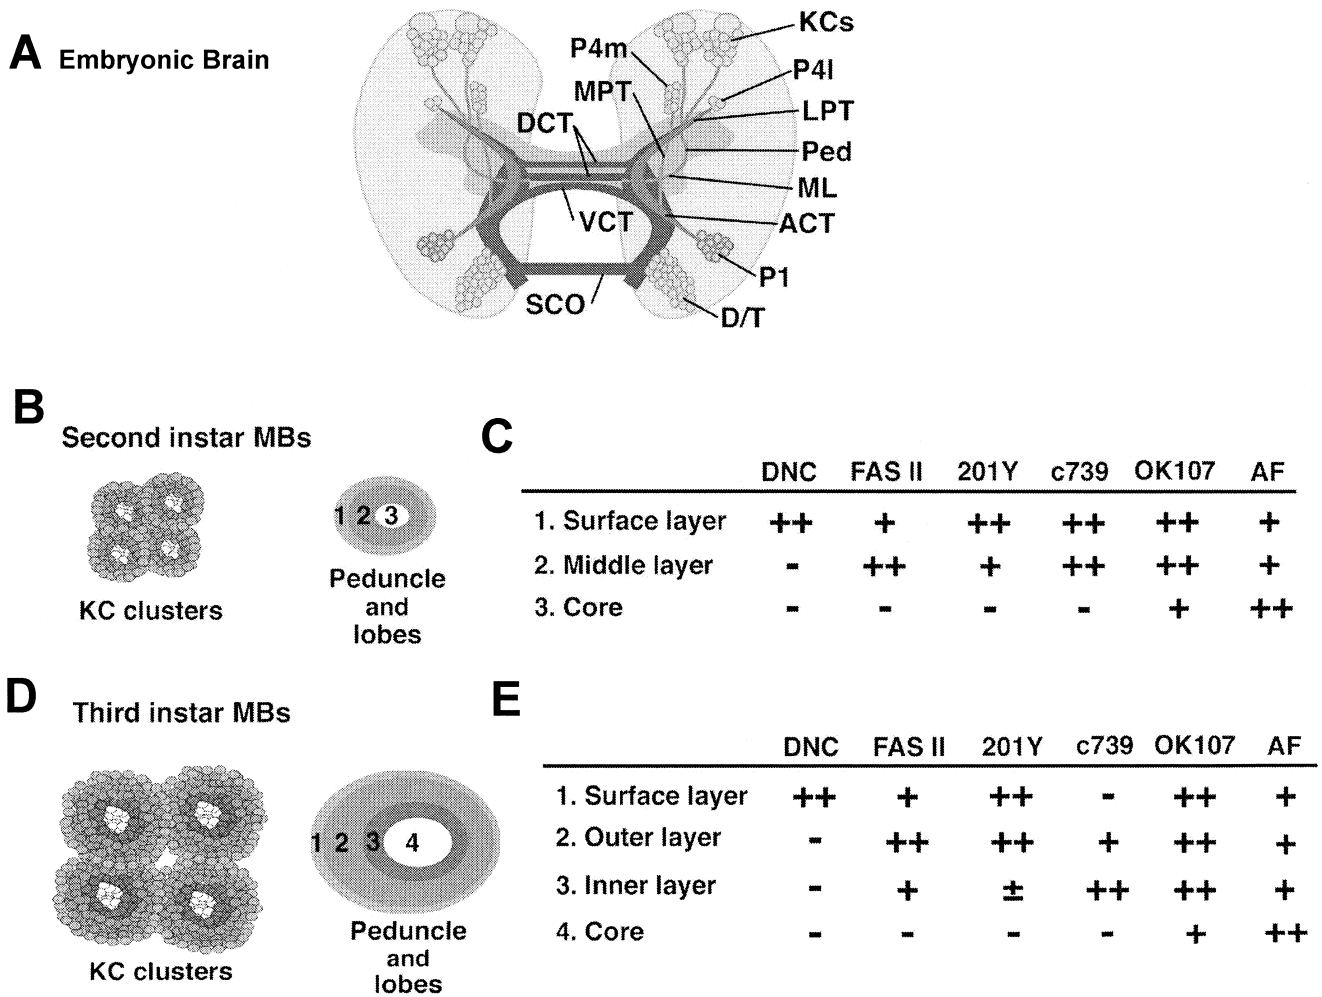 A Embryonic Brain
KCs
P4m
P4l
MPT
LPT
DCT
Ped
ML
VCT
ACT
P1
SCO
D/T
B
Second instar MBs
1 2 3
KC clusters
Peduncle
and
lobes
C
DNC FAS II 201Y c739 OK107 AF
1. Surface layer ++ + ++ ++ ++ +
2. Middle layer - ++ + ++ ++ +
3. Core - - - - + ++
D
Third instar MBs
1 2 3 4
KC clusters
Peduncle
and
lobes
E
DNC FAS II 201Y c739 OK107 AF
1. Surface layer ++ + ++ - ++ +
2. Outer layer - ++ ++ + ++ +
3. Inner layer - + ± ++ ++ +
4. Core - - - - + ++